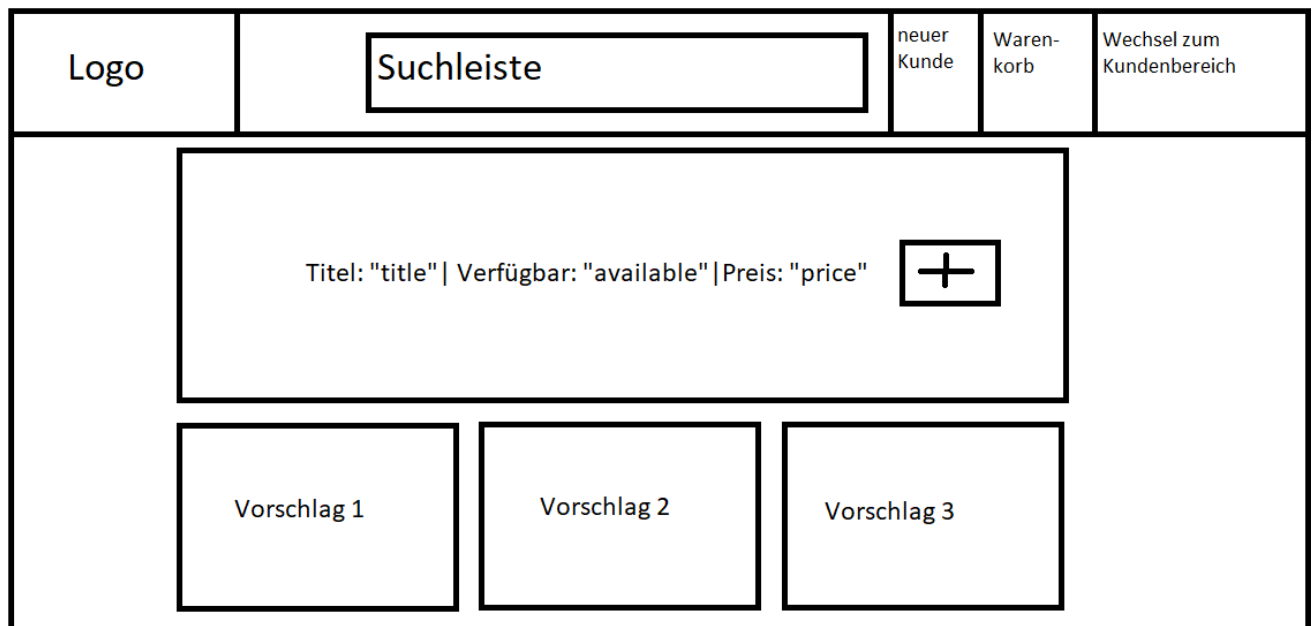 Logo
Suchleiste
neuer
Kunde
Waren-
korb
Wechsel zum
Kundenbereich
Titel: "title"| Verfügbar: "available"|Preis: "price"
Vorschlag 1
Vorschlag 2
Vorschlag 3